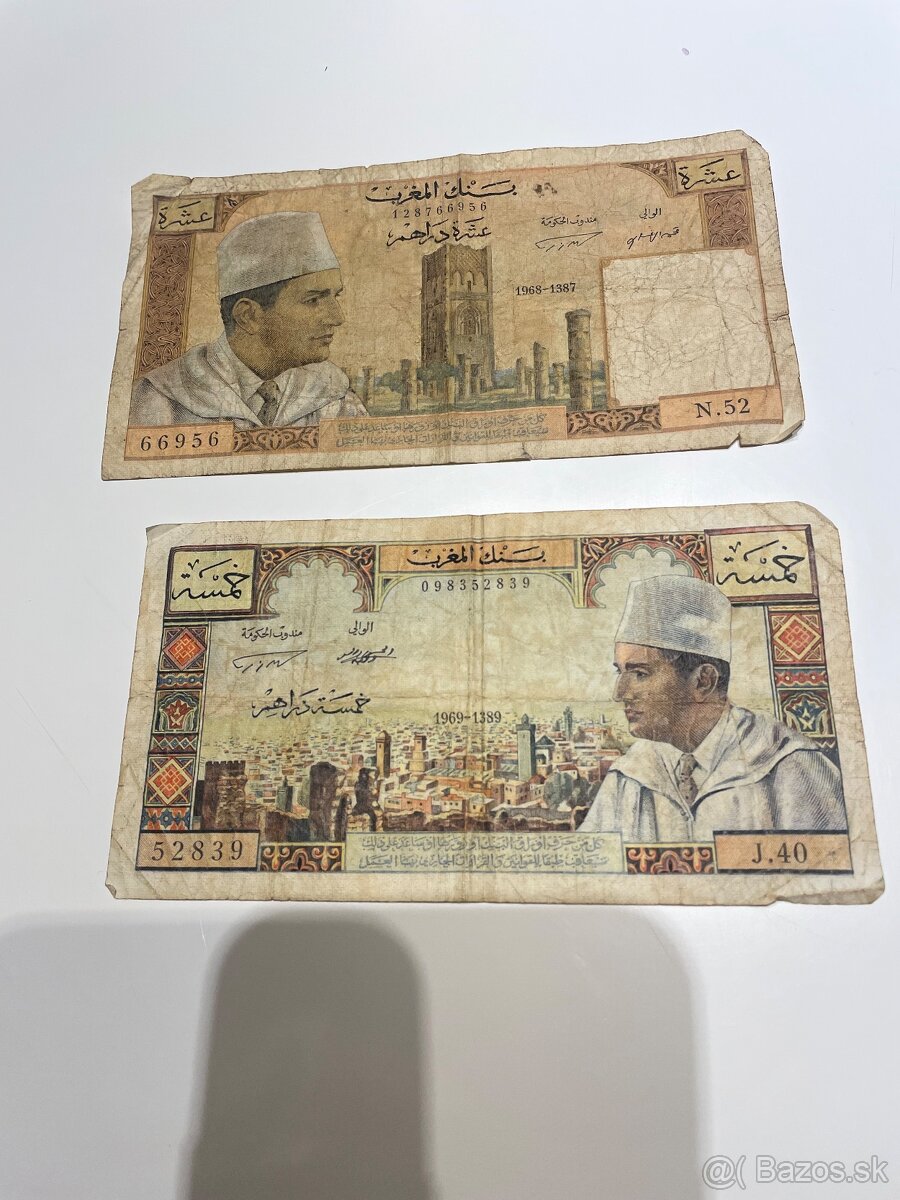 بنك المغرب
عشرة
عشرة
128766956
عشرة دراهم
مندوب الحكومة
الوالي
1968-1387
N.52
66956
بنك المغرب
خمسة
خمسة
098352839
مندوب الحكومة
الوالي
خمسة دراهم
1969-1389
52839
J.40
@( Bazos.sk